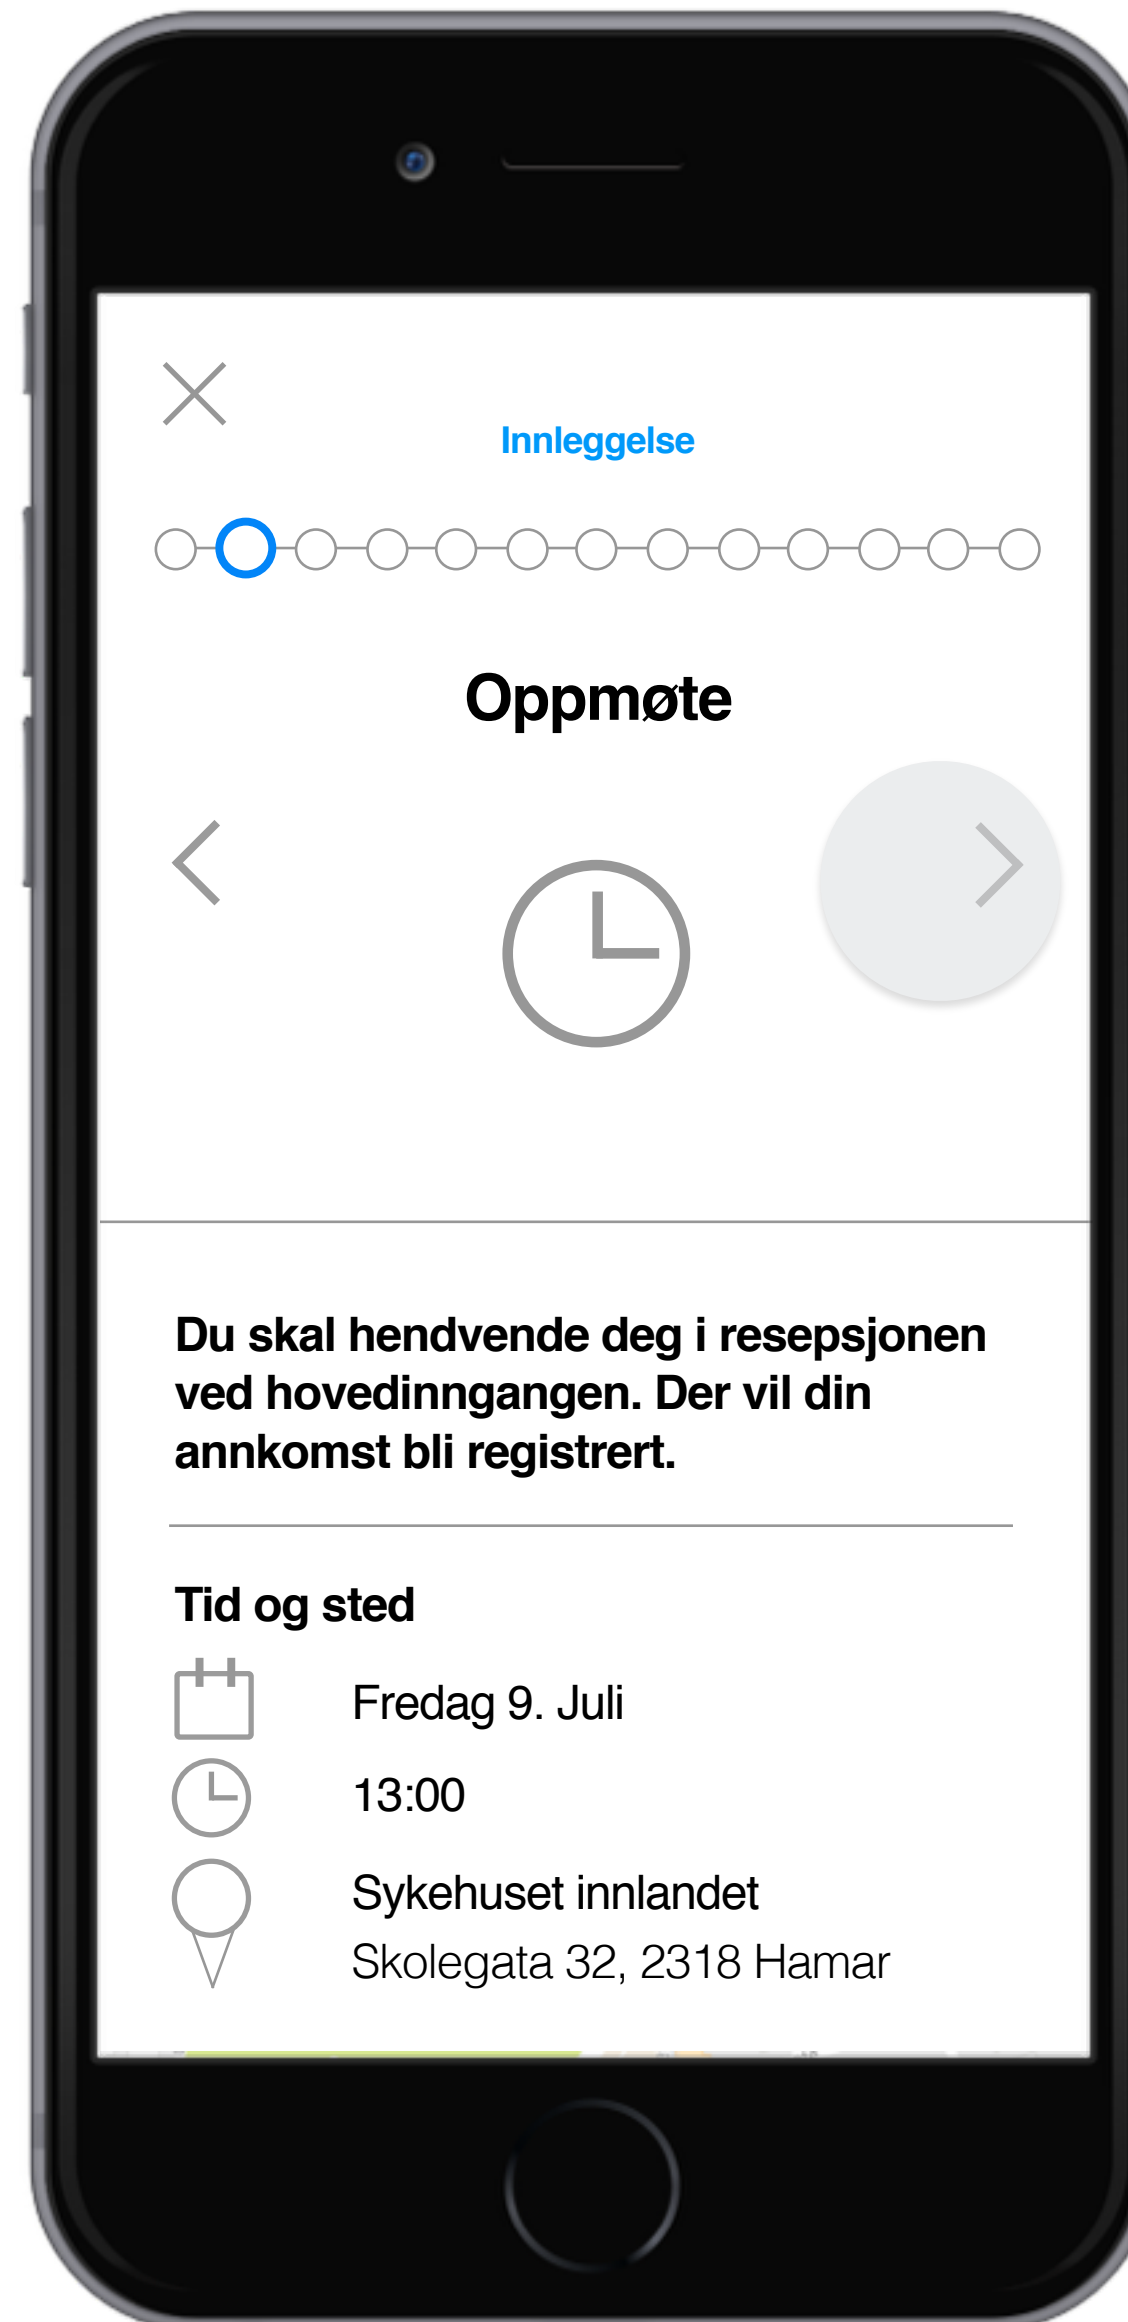 Innleggelse
Oppmøte
Du skal hendvende deg i resepsjonen
ved hovedinngangen. Der vil din
annkomst bli registrert.
Tid og sted
Fredag 9. Juli
13:00
Sykehuset innlandet
Skolegata 32, 2318 Hamar